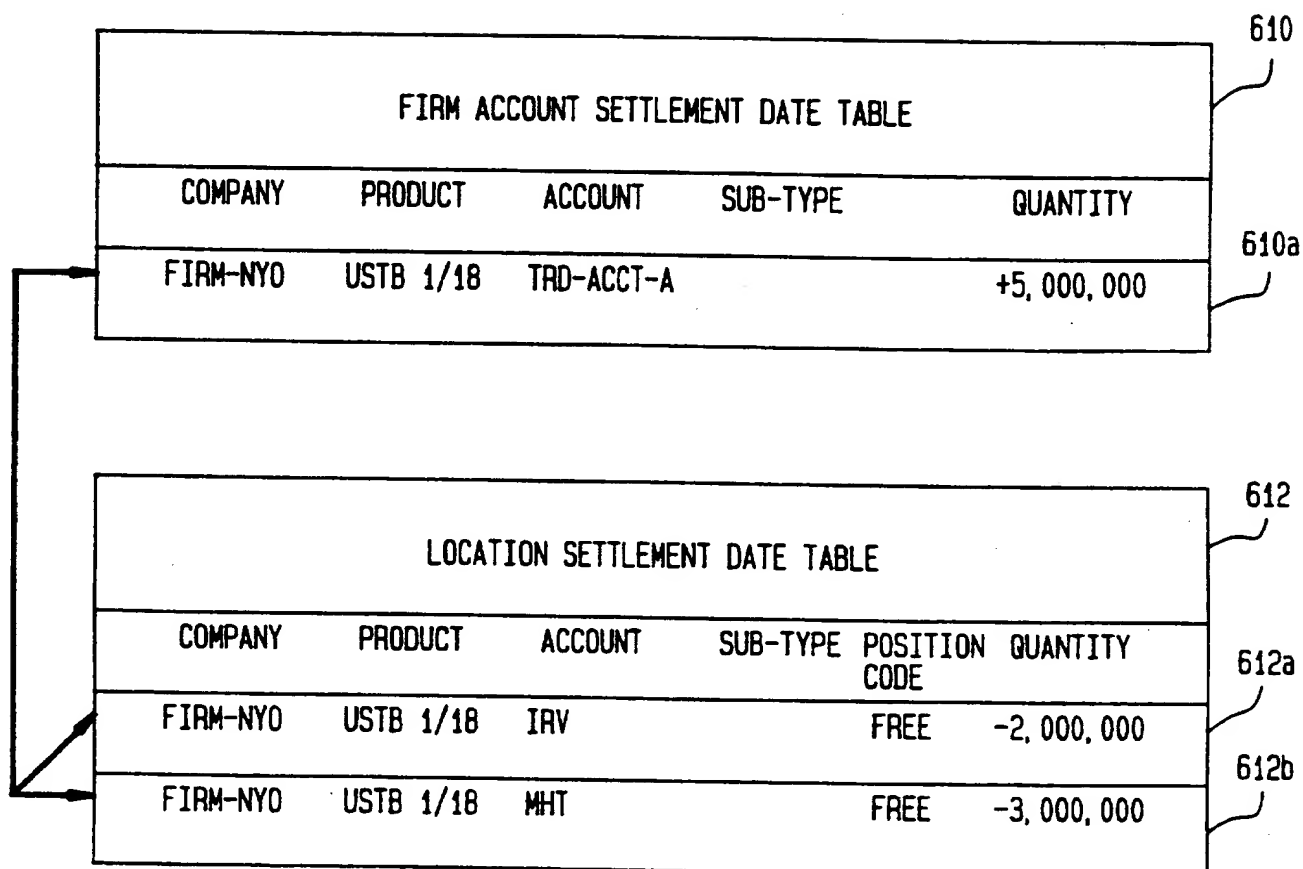 610
FIRM ACCOUNT SETTLEMENT DATE TABLE
COMPANY PRODUCT ACCOUNT SUB-TYPE QUANTITY
610a
FIRM-NYO USTB 1/18 TRD-ACCT-A +5,000,000
612
LOCATION SETTLEMENT DATE TABLE
COMPANY PRODUCT ACCOUNT SUB-TYPE POSITION QUANTITY
CODE
612a
FIRM-NYO USTB 1/18 IRV FREE -2,000,000
612b
FIRM-NYO USTB 1/18 MHT FREE -3,000,000